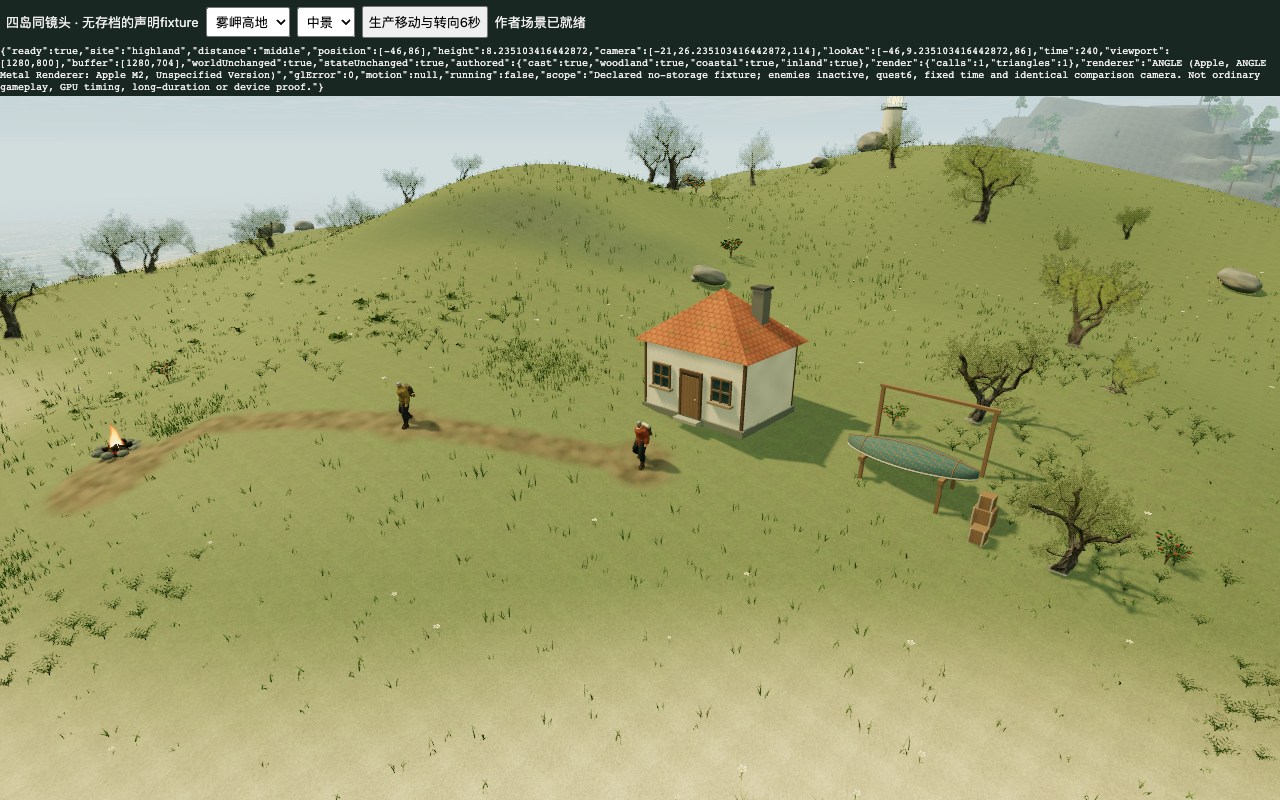 四岛同镜头 · 无存档的声明fixture 雾岬高地 中景 生产移动与转向6秒 作者场景已就绪
{"ready":true,"site":"highland","distance":"middle","position":[-46,86],"height":8.235103416442872,"camera":[-21,26.235103416442872,114],"lookAt":[-46,9.235103416442872,86],"time":240,"viewport":
[1280,800],"buffer":[1280,704],"worldUnchanged":true,"stateUnchanged":true,"authored":{"cast":true,"woodland":true,"coastal":true,"inland":true},"render":{"calls":1,"triangles":1},"renderer":"ANGLE (Apple, ANGLE
Metal Renderer: Apple M2, Unspecified Version)","glError":0,"motion":null,"running":false,"scope":"Declared no-storage fixture; enemies inactive, quest6, fixed time and identical comparison camera. Not ordinary
gameplay, GPU timing, long-duration or device proof."}